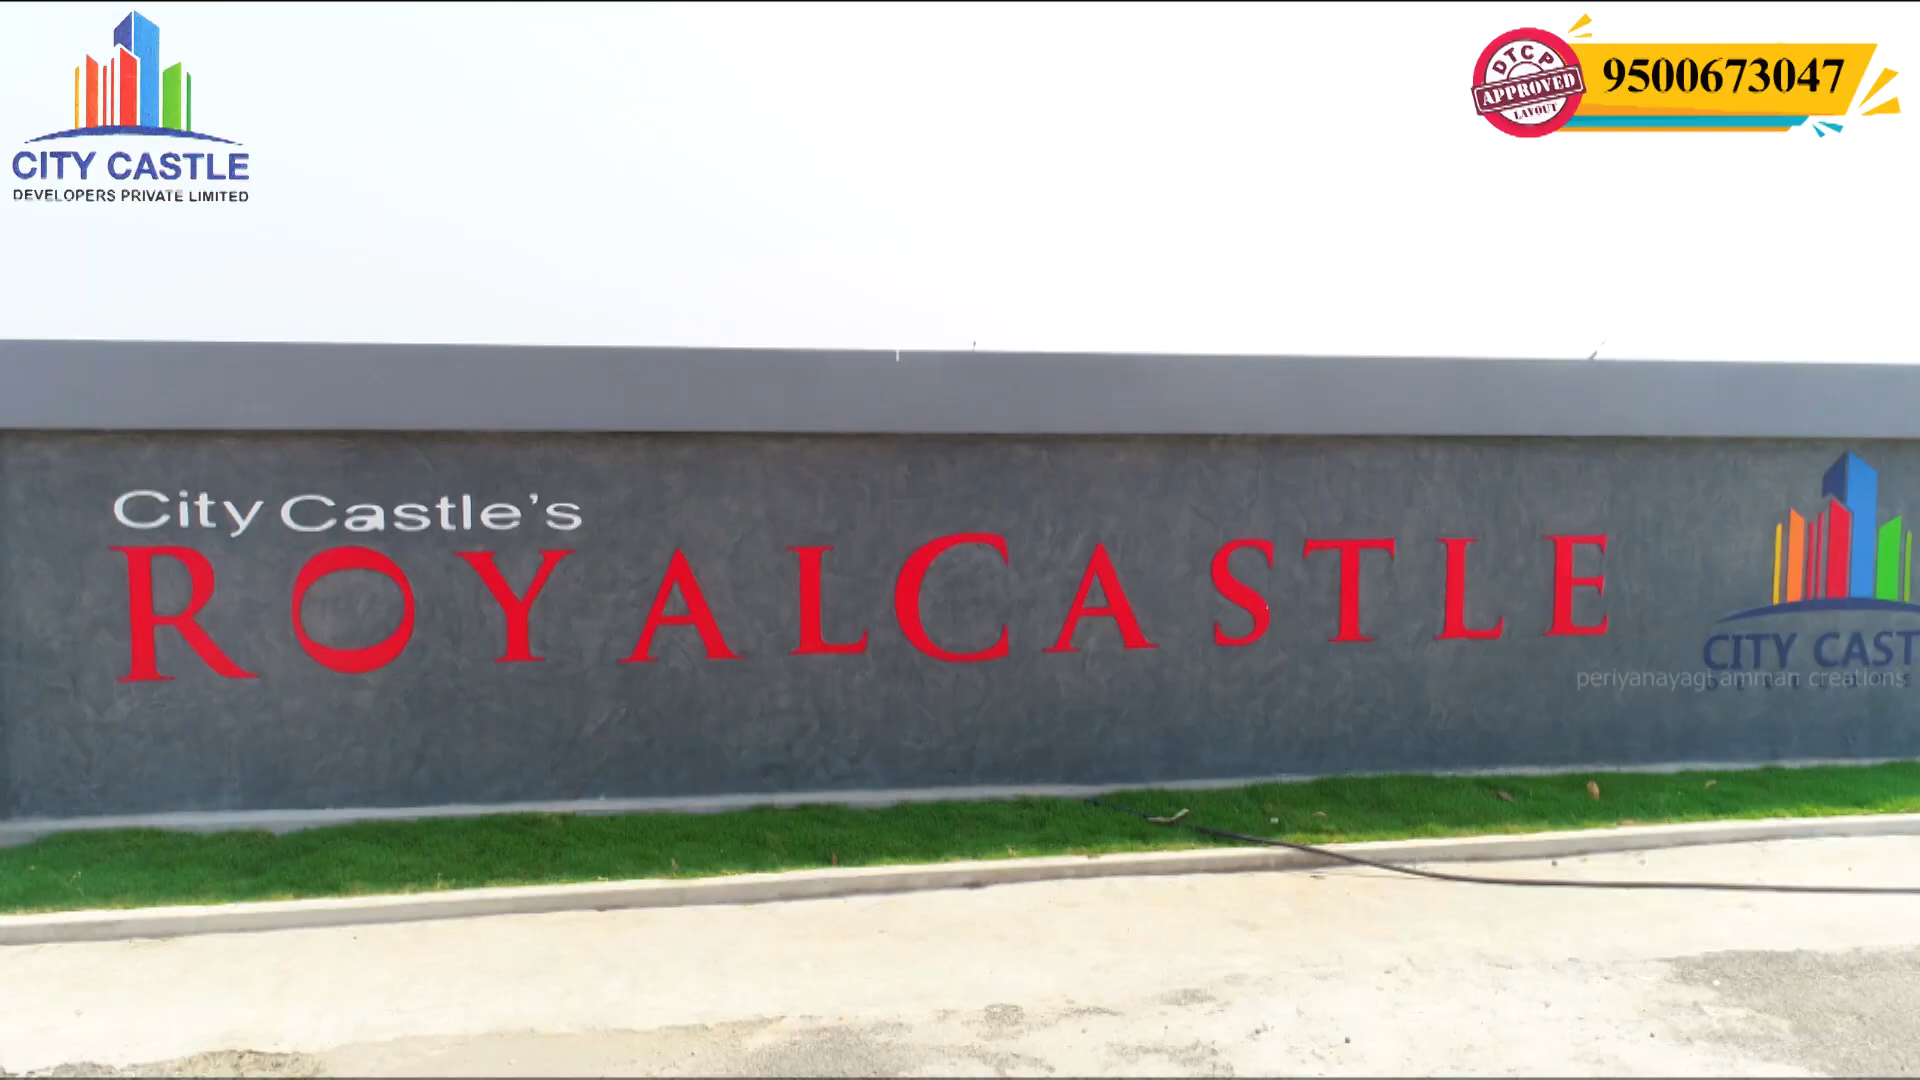 CITY CASTLE
DEVELOPERS PRIVATE LIMITED
DTCP
APPROVED
LAYOUT
9500673047
City Castle's
ROYALCASTLE
CITY CAST
periyanayagi amman creations